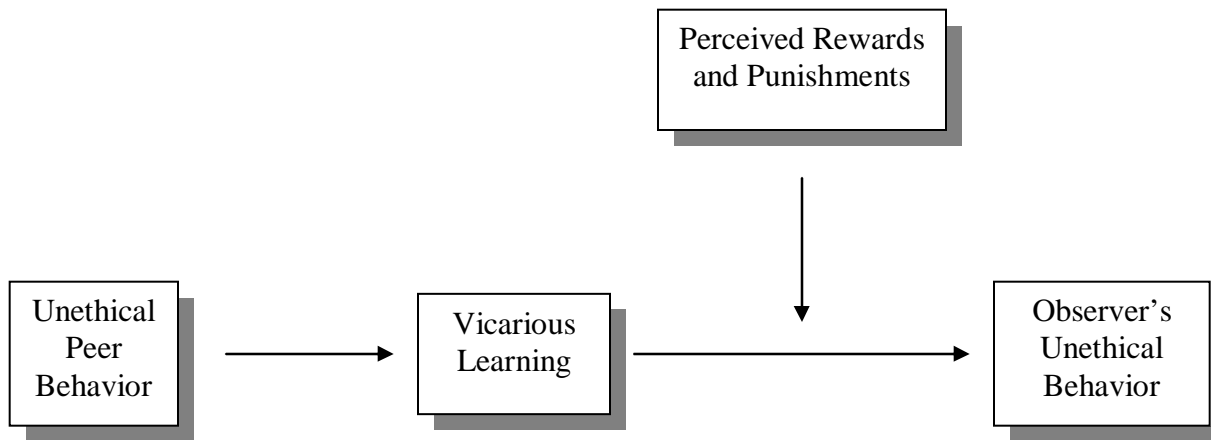 Perceived Rewards
and Punishments
Unethical
Peer
Behavior
Vicarious
Learning
Observer’s
Unethical
Behavior